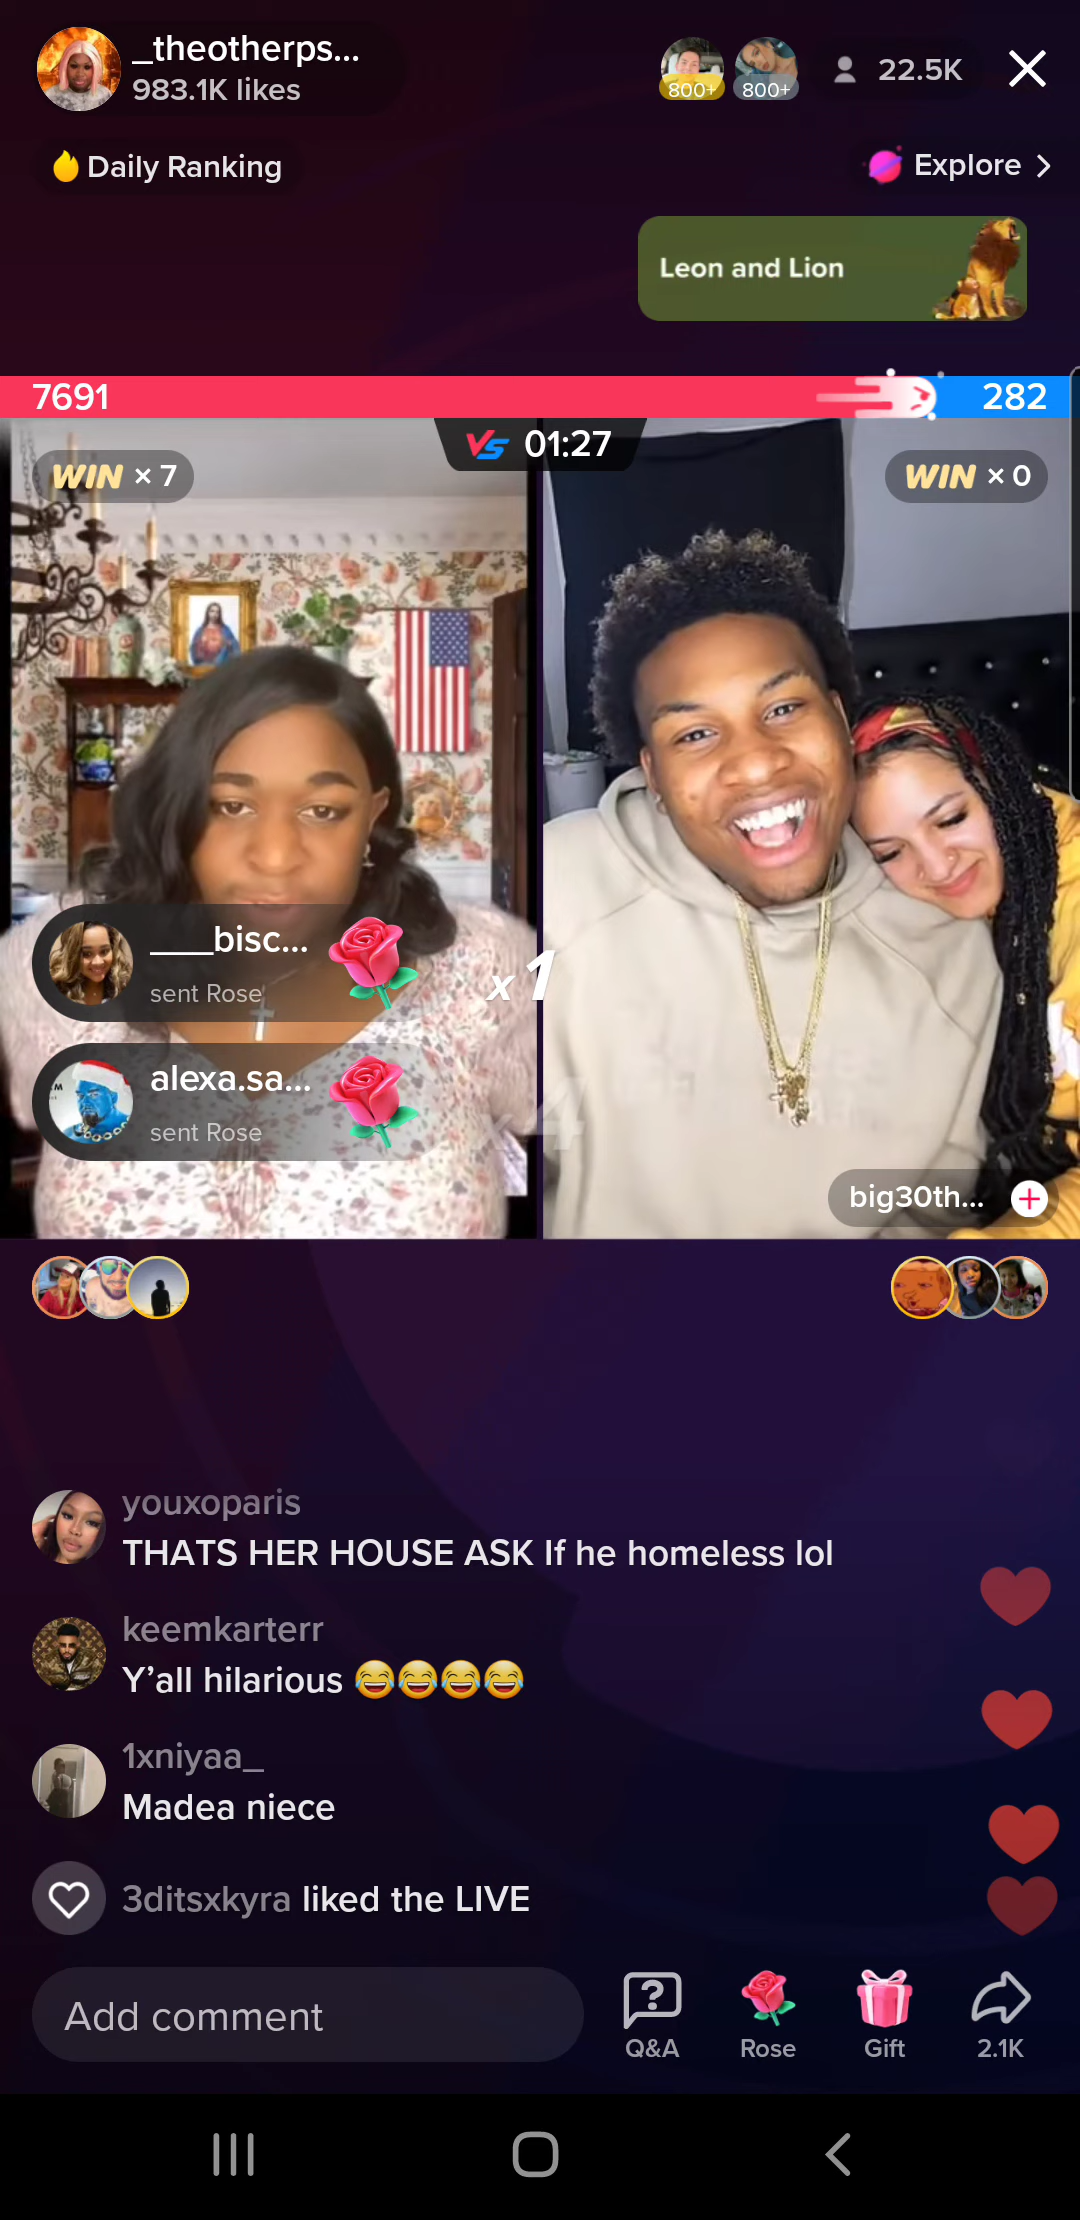 _theotherps...
983.1K likes
800+
800+
22.5K
Daily Ranking
Explore
Leon and Lion
7691
282
VS 01:27
WIN × 7
WIN × 0
___bisc...
sent Rose
x1
alexa.sa...
sent Rose
x4
big30th...
youxoparis
THATS HER HOUSE ASK If he homeless lol
keemkarterr
Y'all hilarious 😂😂😂😂
1xniyaa_
Madea niece
3ditsxkyra liked the LIVE
Add comment
Q&A
Rose
Gift
2.1K